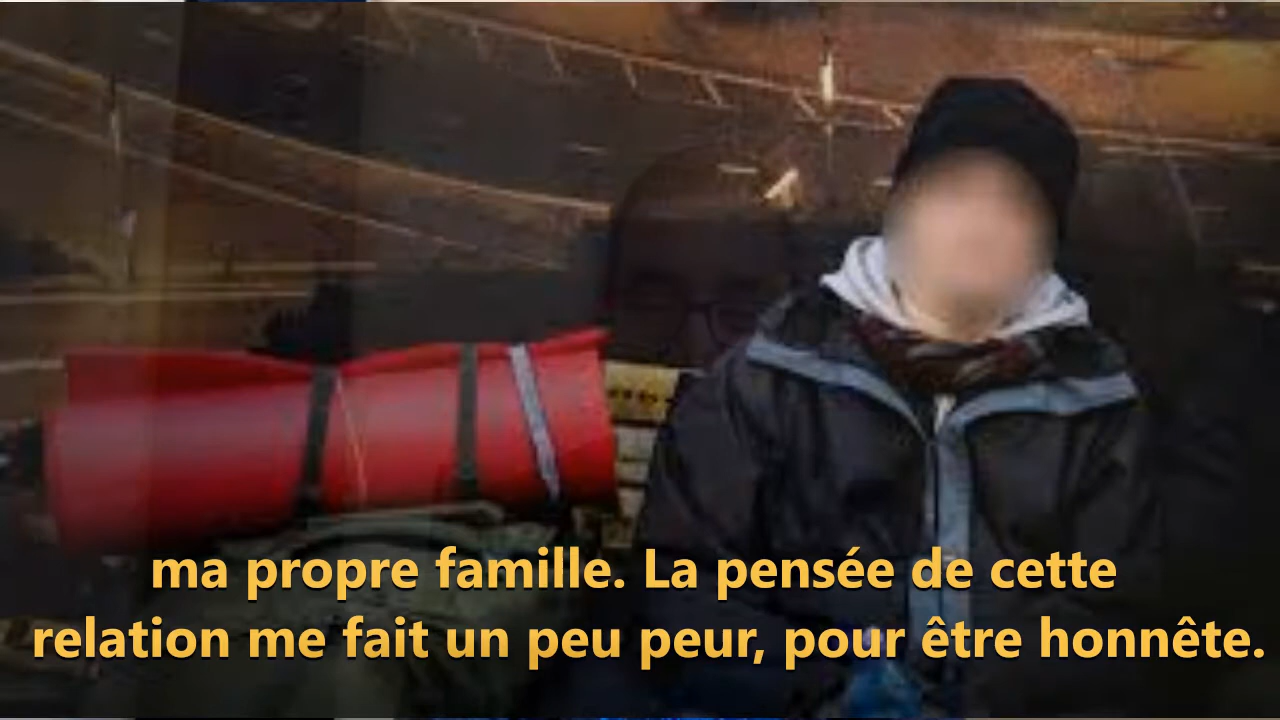 ma propre famille. La pensée de cette
relation me fait un peu peur, pour être honnête.